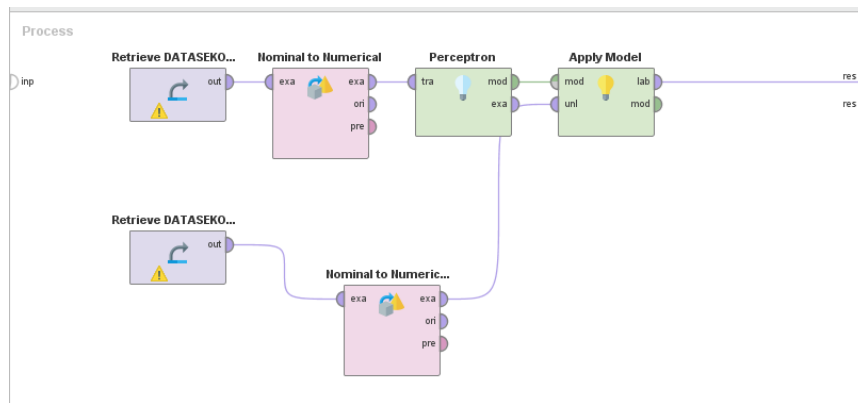 Process
inp
Retrieve DATASEKO...
out
Nominal to Numerical
exa exa
ori
pre
Perceptron
tra mod
exa
Apply Model
mod lab
unl mod
res
res
Retrieve DATASEKO...
out
Nominal to Numeric...
exa exa
ori
pre